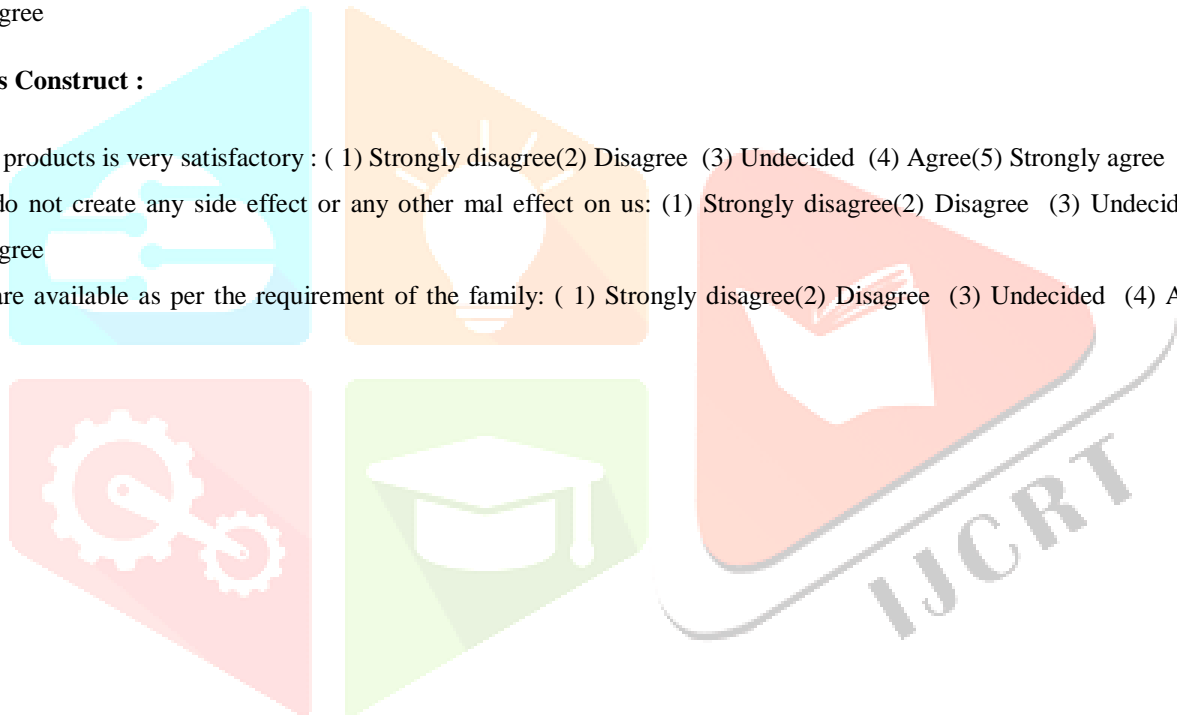 gree
s Construct :
products is very satisfactory : ( 1) Strongly disagree(2) Disagree (3) Undecided (4) Agree(5) Strongly agree
do not create any side effect or any other mal effect on us: (1) Strongly disagree(2) Disagree (3) Undecid
gree
are available as per the requirement of the family: ( 1) Strongly disagree(2) Disagree (3) Undecided (4) A
IJCRT